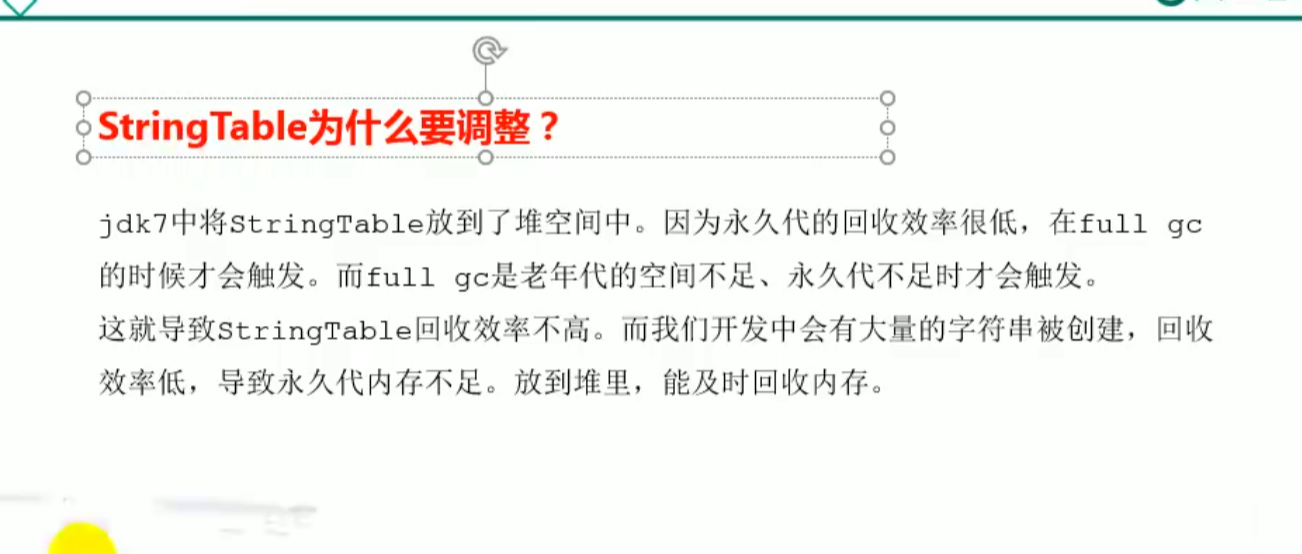 StringTable为什么要调整？
jdk7中将StringTable放到了堆空间中。因为永久代的回收效率很低，在full gc
的时候才会触发。而full gc是老年代的空间不足、永久代不足时才会触发。
这就导致StringTable回收效率不高。而我们开发中会有大量的字符串被创建，回收
效率低，导致永久代内存不足。放到堆里，能及时回收内存。